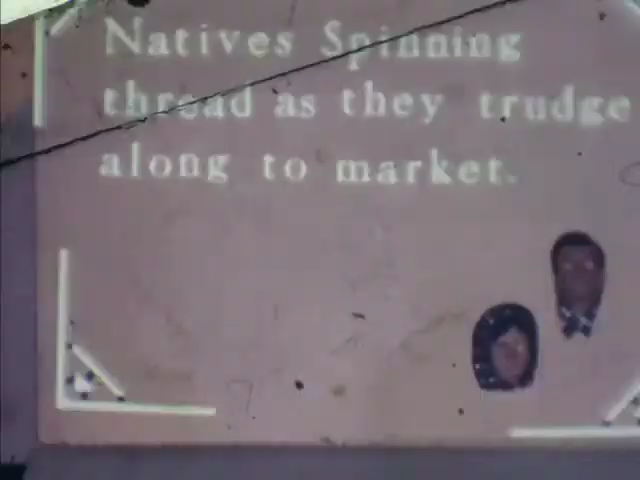 Natives Spinning
thread as they trudge
along to market.